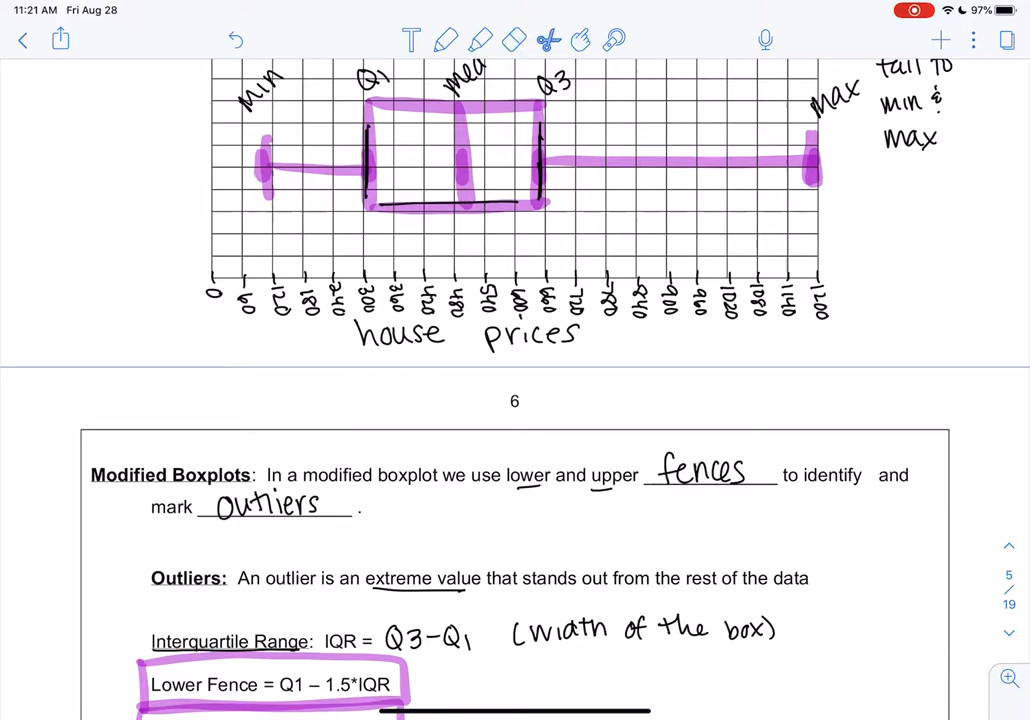 11:21 AM Fri Aug 28
97%
tail to
min &
max
min
Q1
med
Q3
max
0
60
120
180
240
300
360
420
480
540
600
660
720
780
840
900
960
1020
1080
1140
1200
house prices
6
Modified Boxplots: In a modified boxplot we use lower and upper fences to identify and
mark outliers.
Outliers: An outlier is an extreme value that stands out from the rest of the data
Interquartile Range: IQR = Q3-Q1 (width of the box)
Lower Fence = Q1 – 1.5*IQR
5
/
19